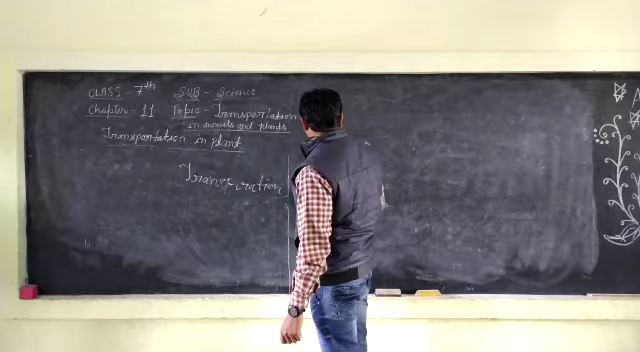 CLASS - 7th SUB - Science
Chapter - 11 Topic - Transportation
in animals and plants
Transportation in plant
Transpiration